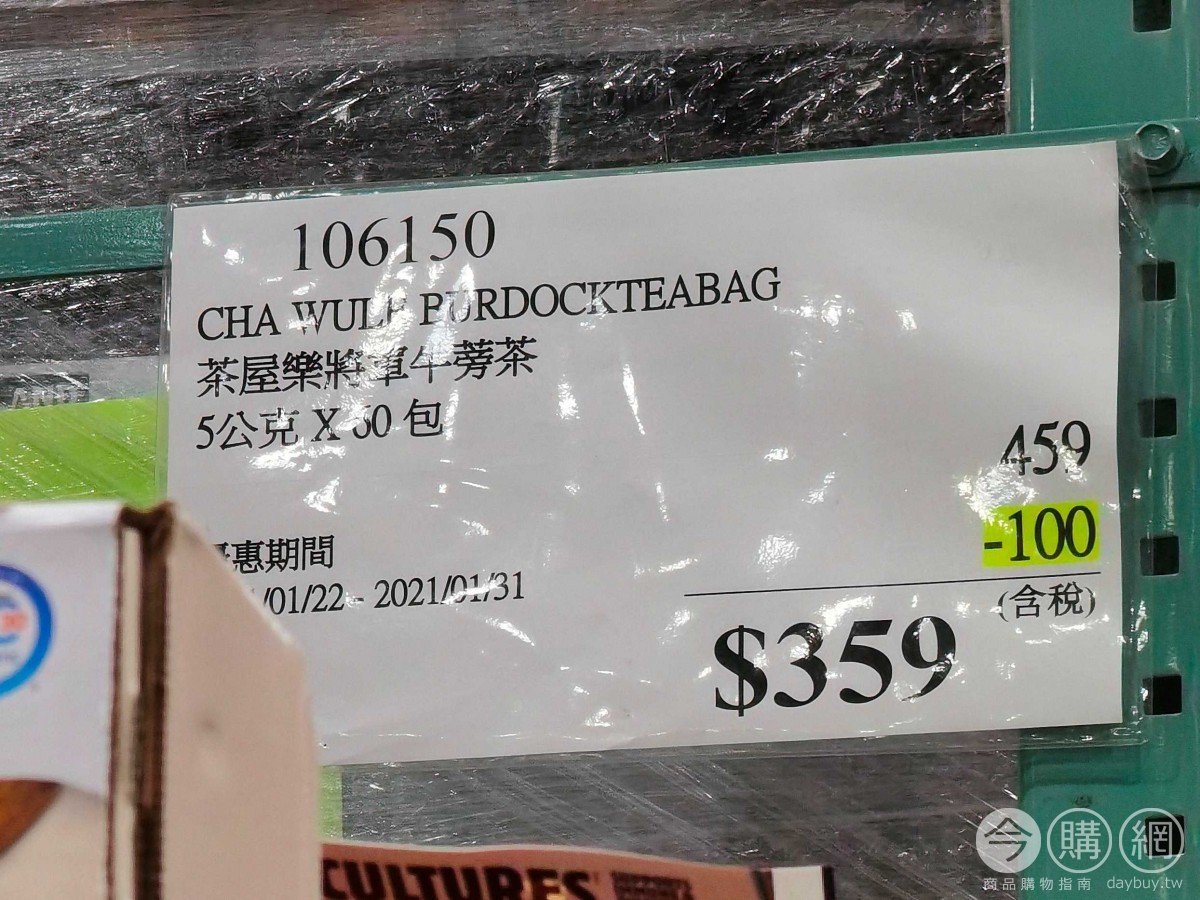 106150
CHA WULE BURDOCKTEABAG
茶屋樂將軍牛蒡茶
5公克 X 60 包
459
-100
惠期間
/01/22 - 2021/01/31
(含稅)
$359
CULTURES
今購網
商品購物指南 daybuy.tw